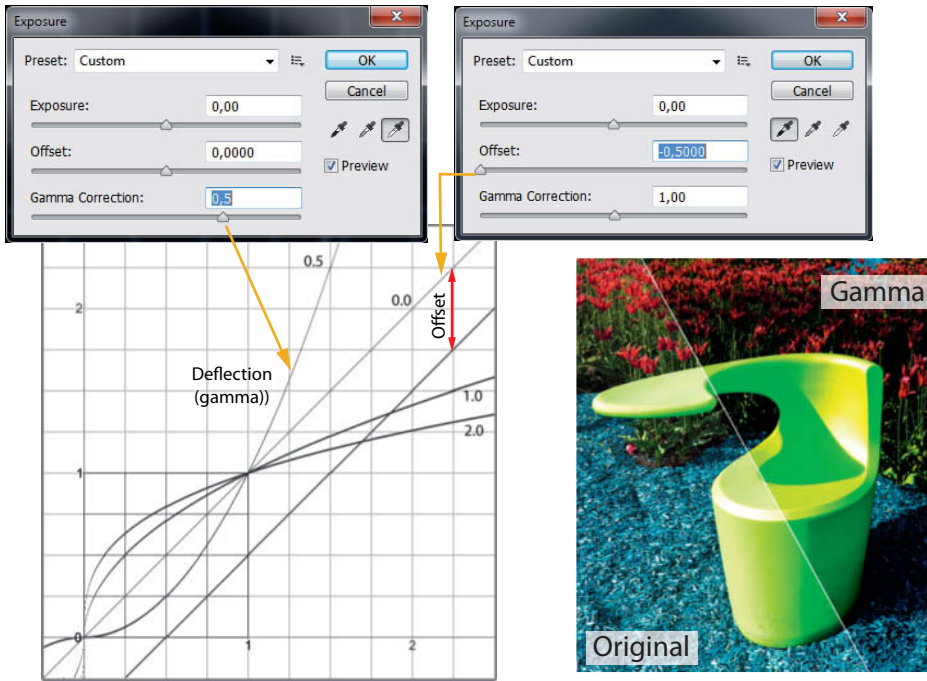 Exposure
Preset: Custom
OK
Cancel
Exposure: 0,00
Offset: 0,0000
Preview
Gamma Correction: 0,5
Exposure
Preset: Custom
OK
Cancel
Exposure: 0,00
Offset: -0,5000
Preview
Gamma Correction: 1,00
0.5
0.0
Offset
2
Deflection
(gamma))
1.0
2.0
1
0
1
2
Gamma
Original